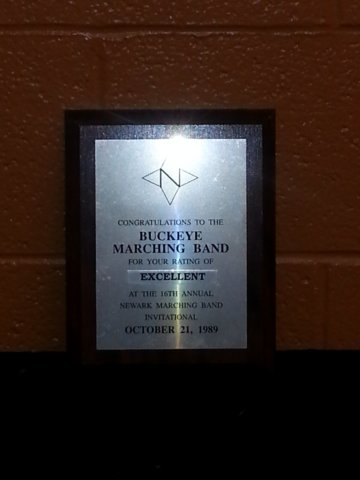 N
CONGRATULATIONS TO THE
BUCKEYE
MARCHING BAND
FOR YOUR RATING OF
EXCELLENT
AT THE 16TH ANNUAL
NEWARK MARCHING BAND
INVITATIONAL
OCTOBER 21, 1989